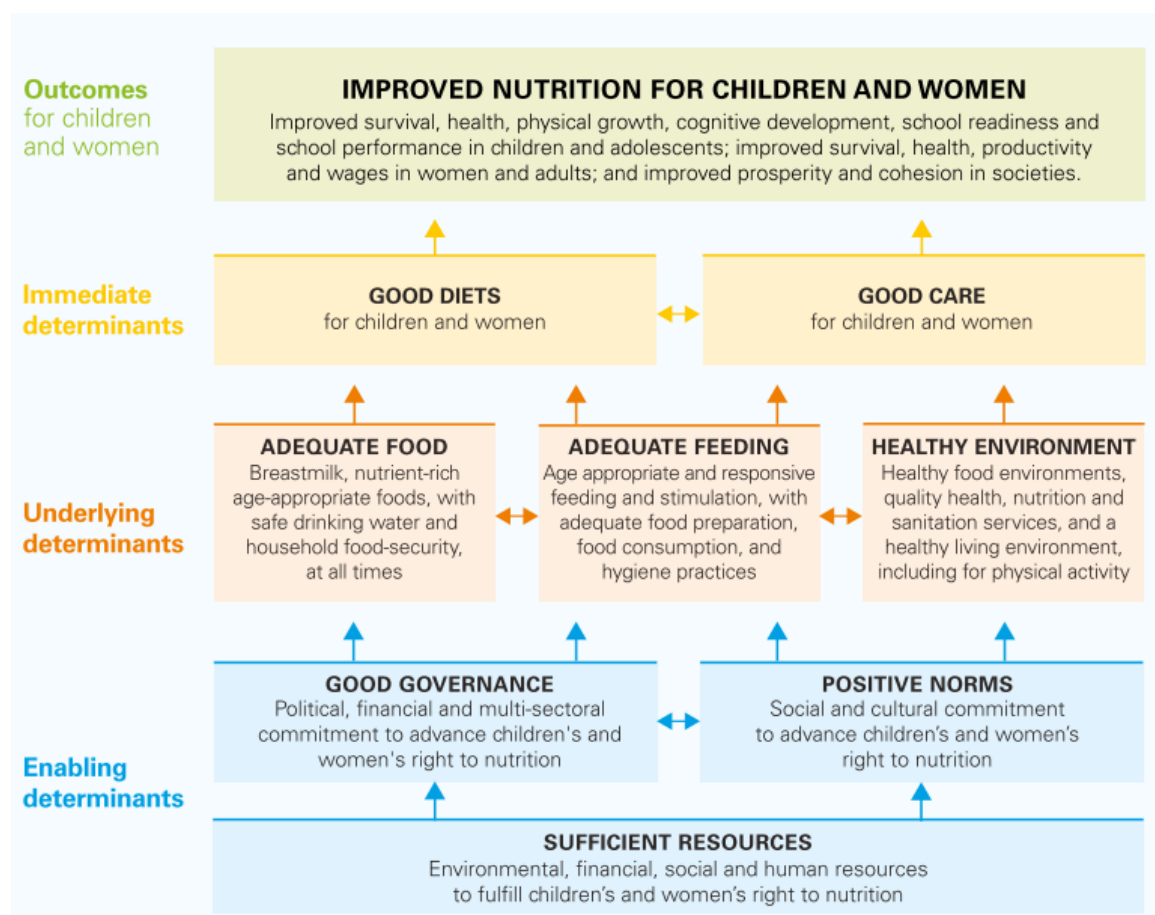 Outcomes
for children
and women
IMPROVED NUTRITION FOR CHILDREN AND WOMEN
Improved survival, health, physical growth, cognitive development, school readiness and
school performance in children and adolescents; improved survival, health, productivity
and wages in women and adults; and improved prosperity and cohesion in societies.
Immediate
determinants
GOOD DIETS
for children and women
GOOD CARE
for children and women
Underlying
determinants
ADEQUATE FOOD
Breastmilk, nutrient-rich
age-appropriate foods, with
safe drinking water and
household food-security,
at all times
ADEQUATE FEEDING
Age appropriate and responsive
feeding and stimulation, with
adequate food preparation,
food consumption, and
hygiene practices
HEALTHY ENVIRONMENT
Healthy food environments,
quality health, nutrition and
sanitation services, and a
healthy living environment,
including for physical activity
Enabling
determinants
GOOD GOVERNANCE
Political, financial and multi-sectoral
commitment to advance children's and
women's right to nutrition
POSITIVE NORMS
Social and cultural commitment
to advance children’s and women’s
right to nutrition
SUFFICIENT RESOURCES
Environmental, financial, social and human resources
to fulfill children’s and women’s right to nutrition